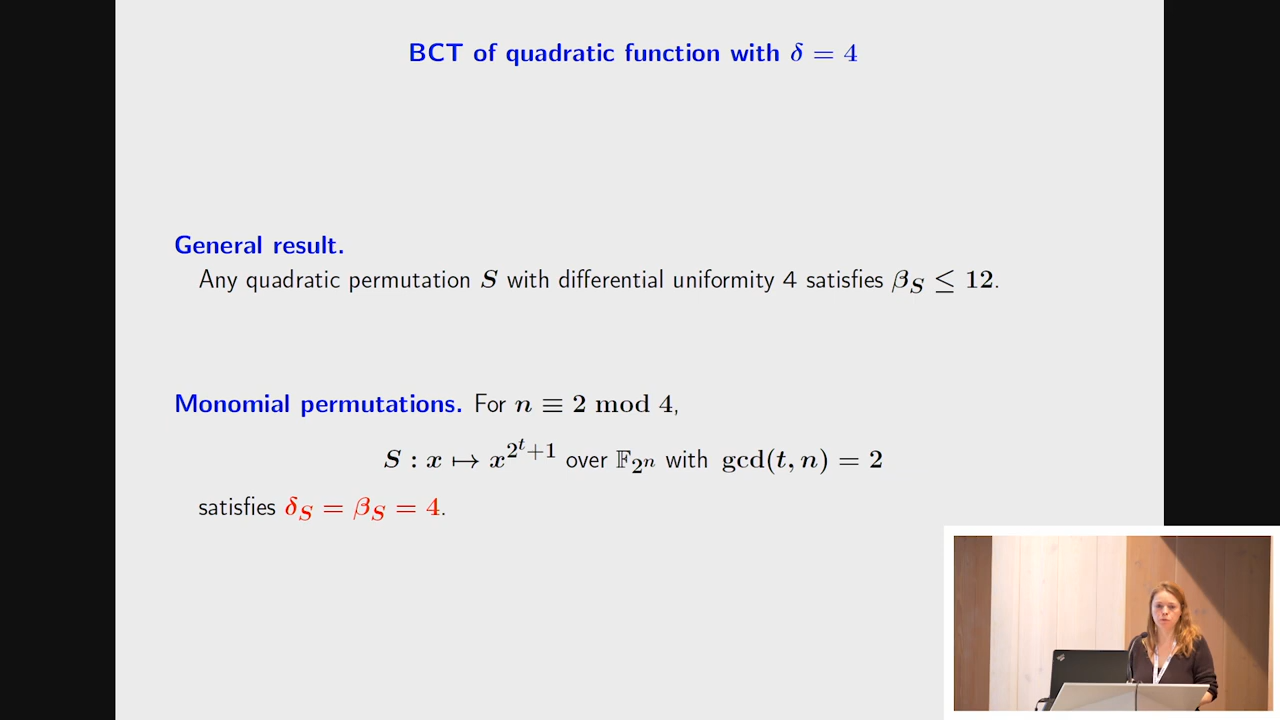 BCT of quadratic function with δ = 4
General result.
Any quadratic permutation S with differential uniformity 4 satisfies β_S ≤ 12.
Monomial permutations. For n ≡ 2 mod 4,
S : x ↦ x^{2^t+1} over 𝔽_{2^n} with gcd(t, n) = 2
satisfies δ_S = β_S = 4.